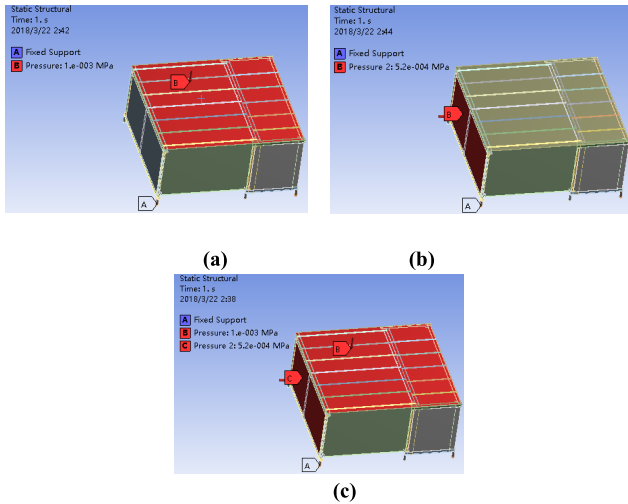 Static Structural
Time: 1. s
2018/3/22 2:42
A Fixed Support
B Pressure: 1.e-003 MPa
B
A
(a)
Static Structural
Time: 1. s
2018/3/22 2:44
A Fixed Support
B Pressure 2: 5.2e-004 MPa
B
A
(b)
Static Structural
Time: 1. s
2018/3/22 2:38
A Fixed Support
B Pressure: 1.e-003 MPa
C Pressure 2: 5.2e-004 MPa
B
C
A
(c)